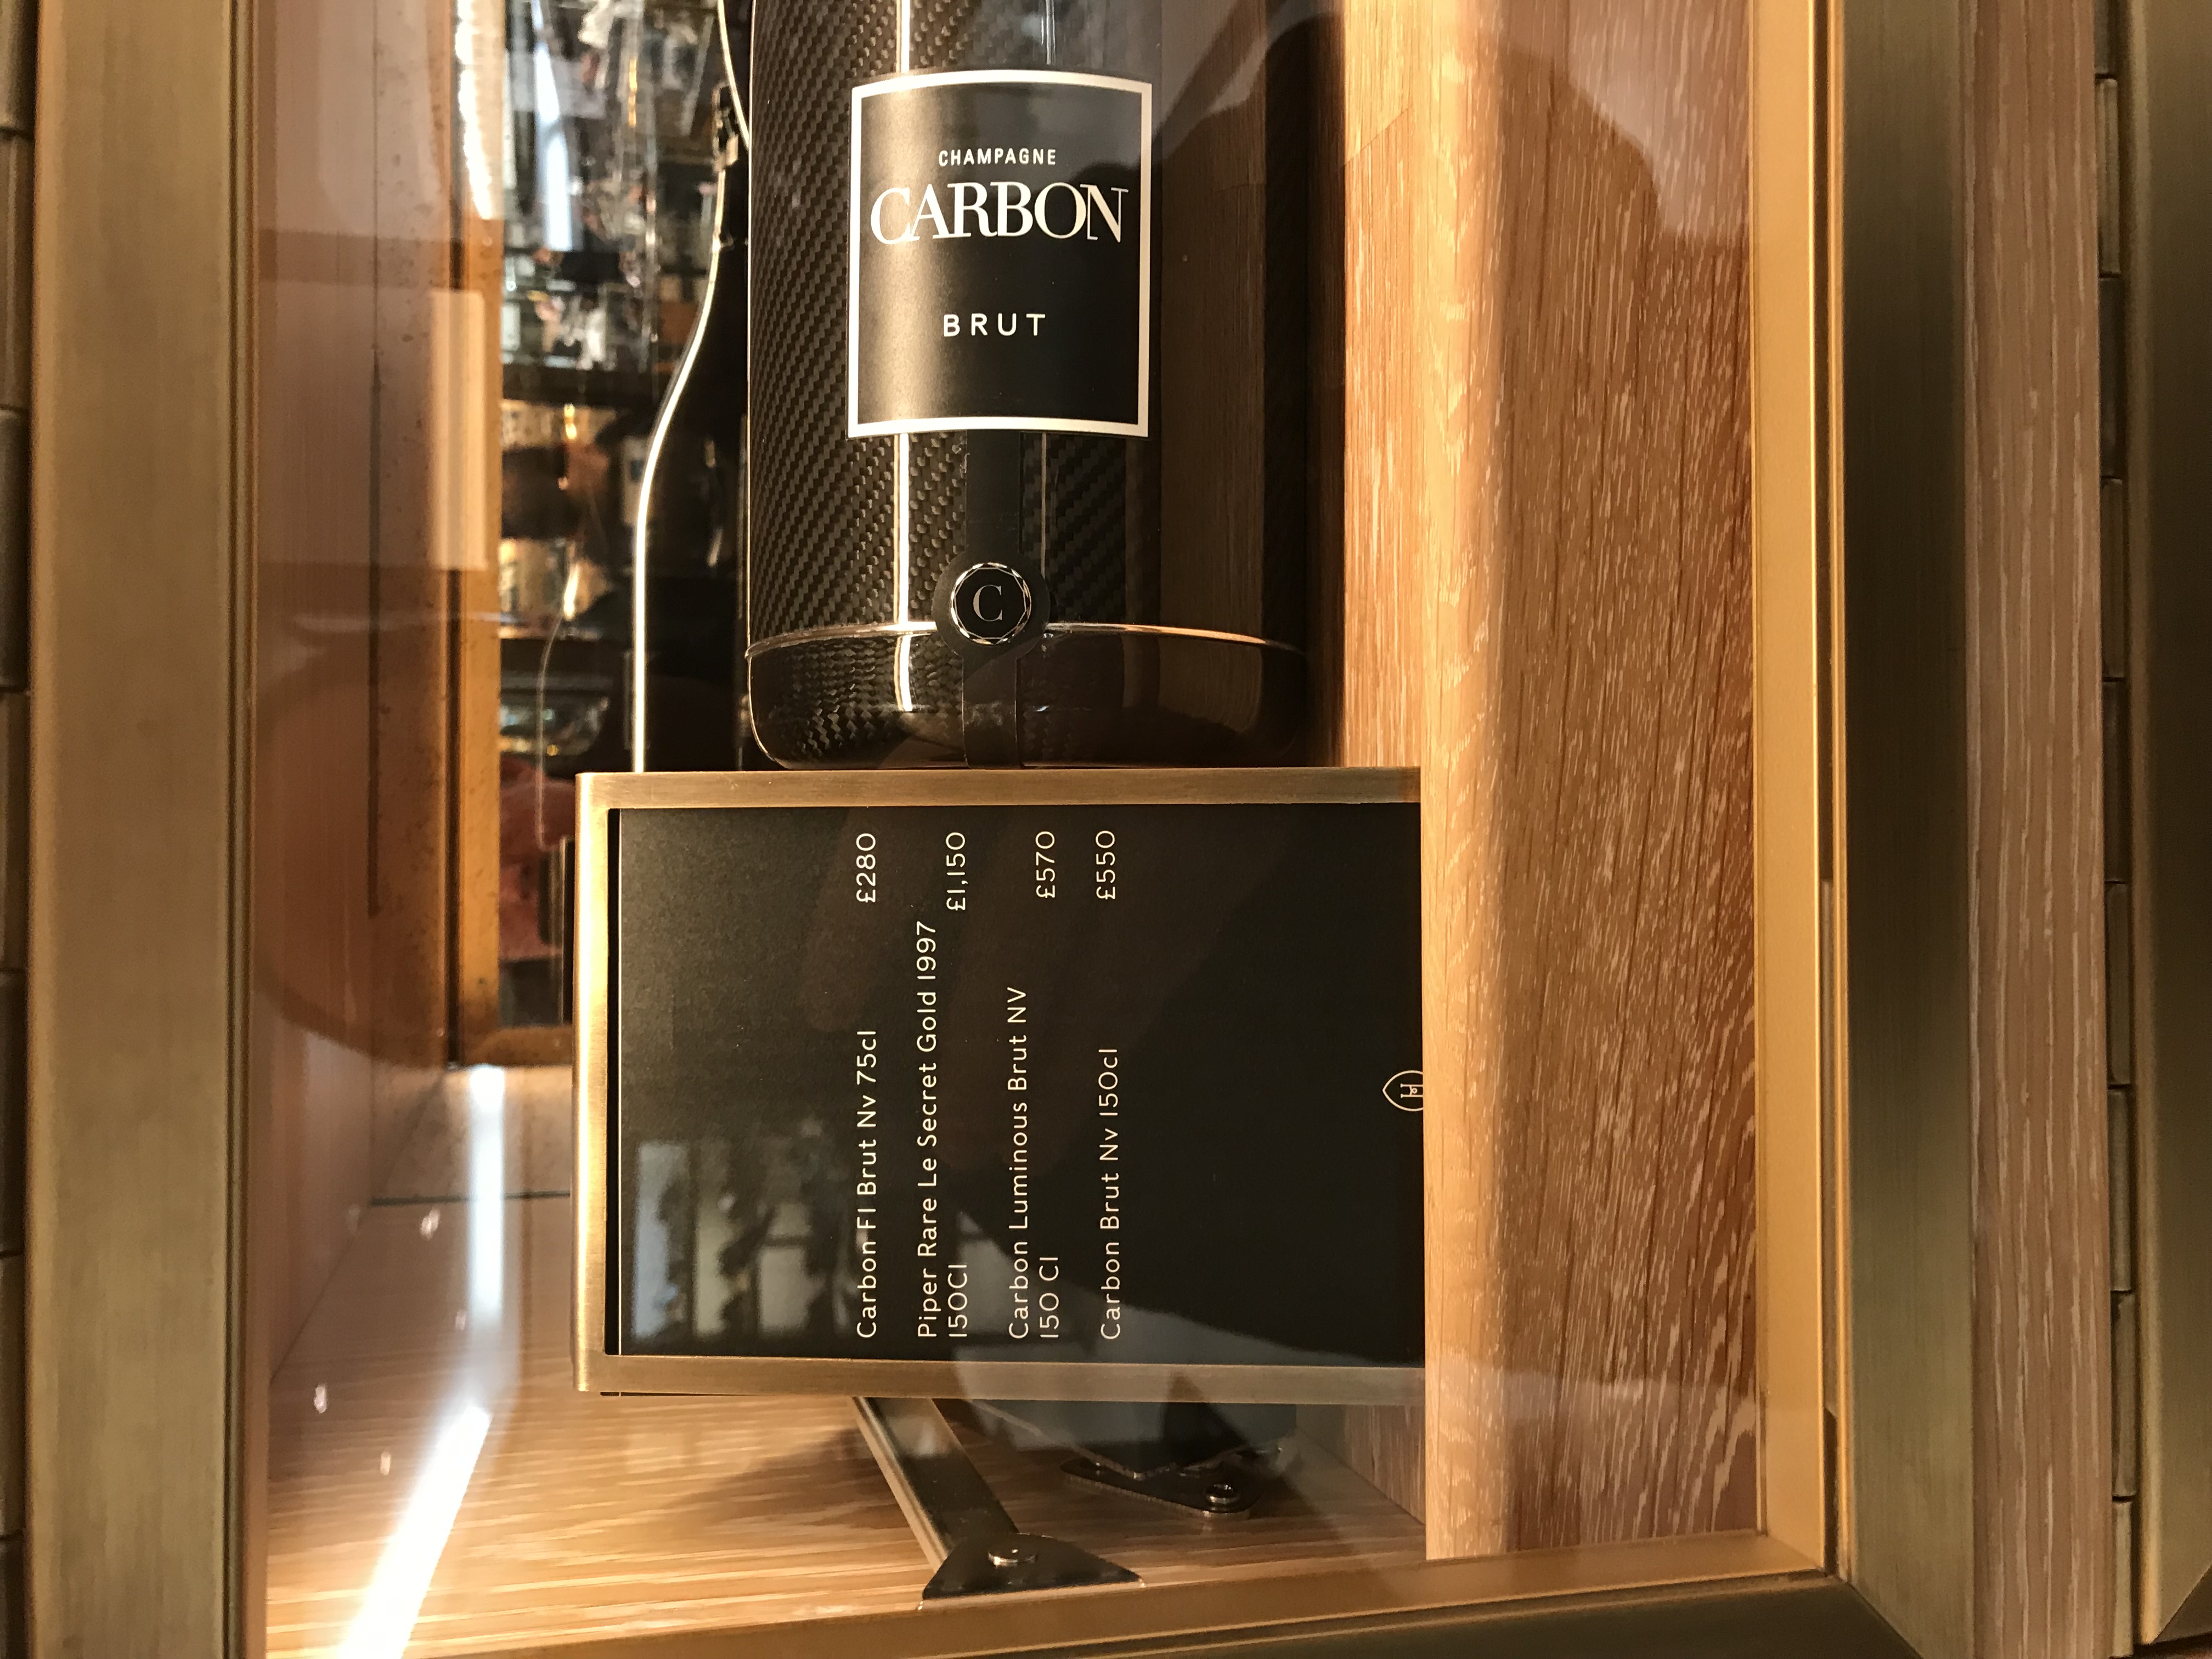 CHAMPAGNE
CARBON
BRUT
C
Carbon F1 Brut Nv 75cl £280
Piper Rare Le Secret Gold 1997
150Cl £1,150
Carbon Luminous Brut NV
150 Cl £570
Carbon Brut Nv 150cl £550